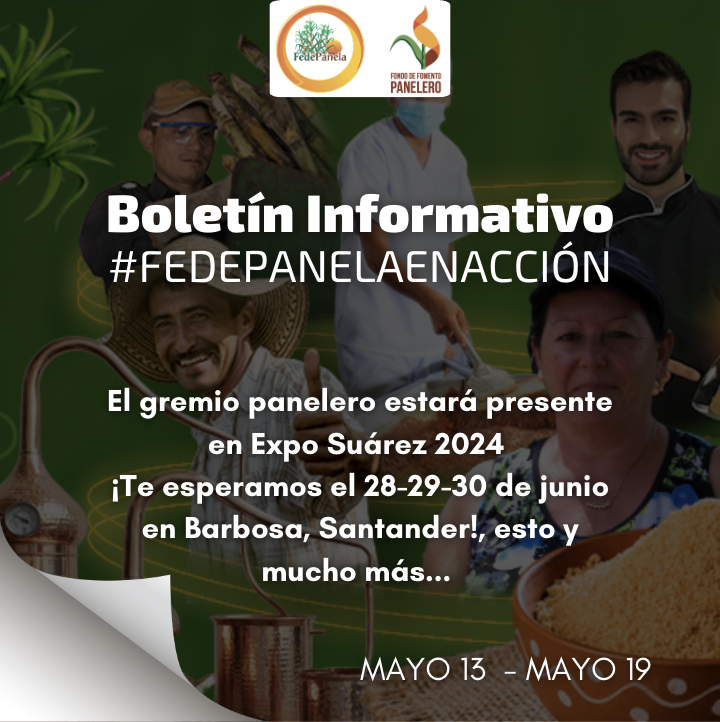 FedePanela
FONDO DE FOMENTO
PANELERO
Boletín Informativo
#FEDEPANELAENACCIÓN
El gremio panelero estará presente
en Expo Suárez 2024
¡Te esperamos el 28-29-30 de junio
en Barbosa, Santander!, esto y
mucho más...
MAYO 13 - MAYO 19